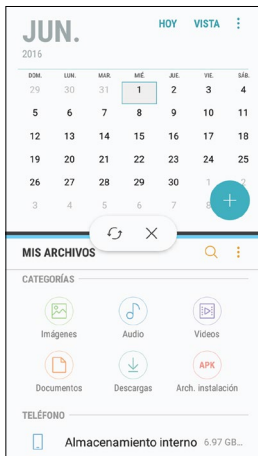 JUN. HOY VISTA
2016
DOM. LUN. MAR. MIÉ. JUE. VIE. SÁB.
29 30 31 1 2 3 4
5 6 7 8 9 10 11
12 13 14 15 16 17 18
19 20 21 22 23 24 25
26 27 28 29 30 1 2
3 4 5 6 7 8
MIS ARCHIVOS
CATEGORÍAS
Imágenes Audio Vídeos
APK
Documentos Descargas Arch. instalación
TELÉFONO
Almacenamiento interno 6.97 GB...